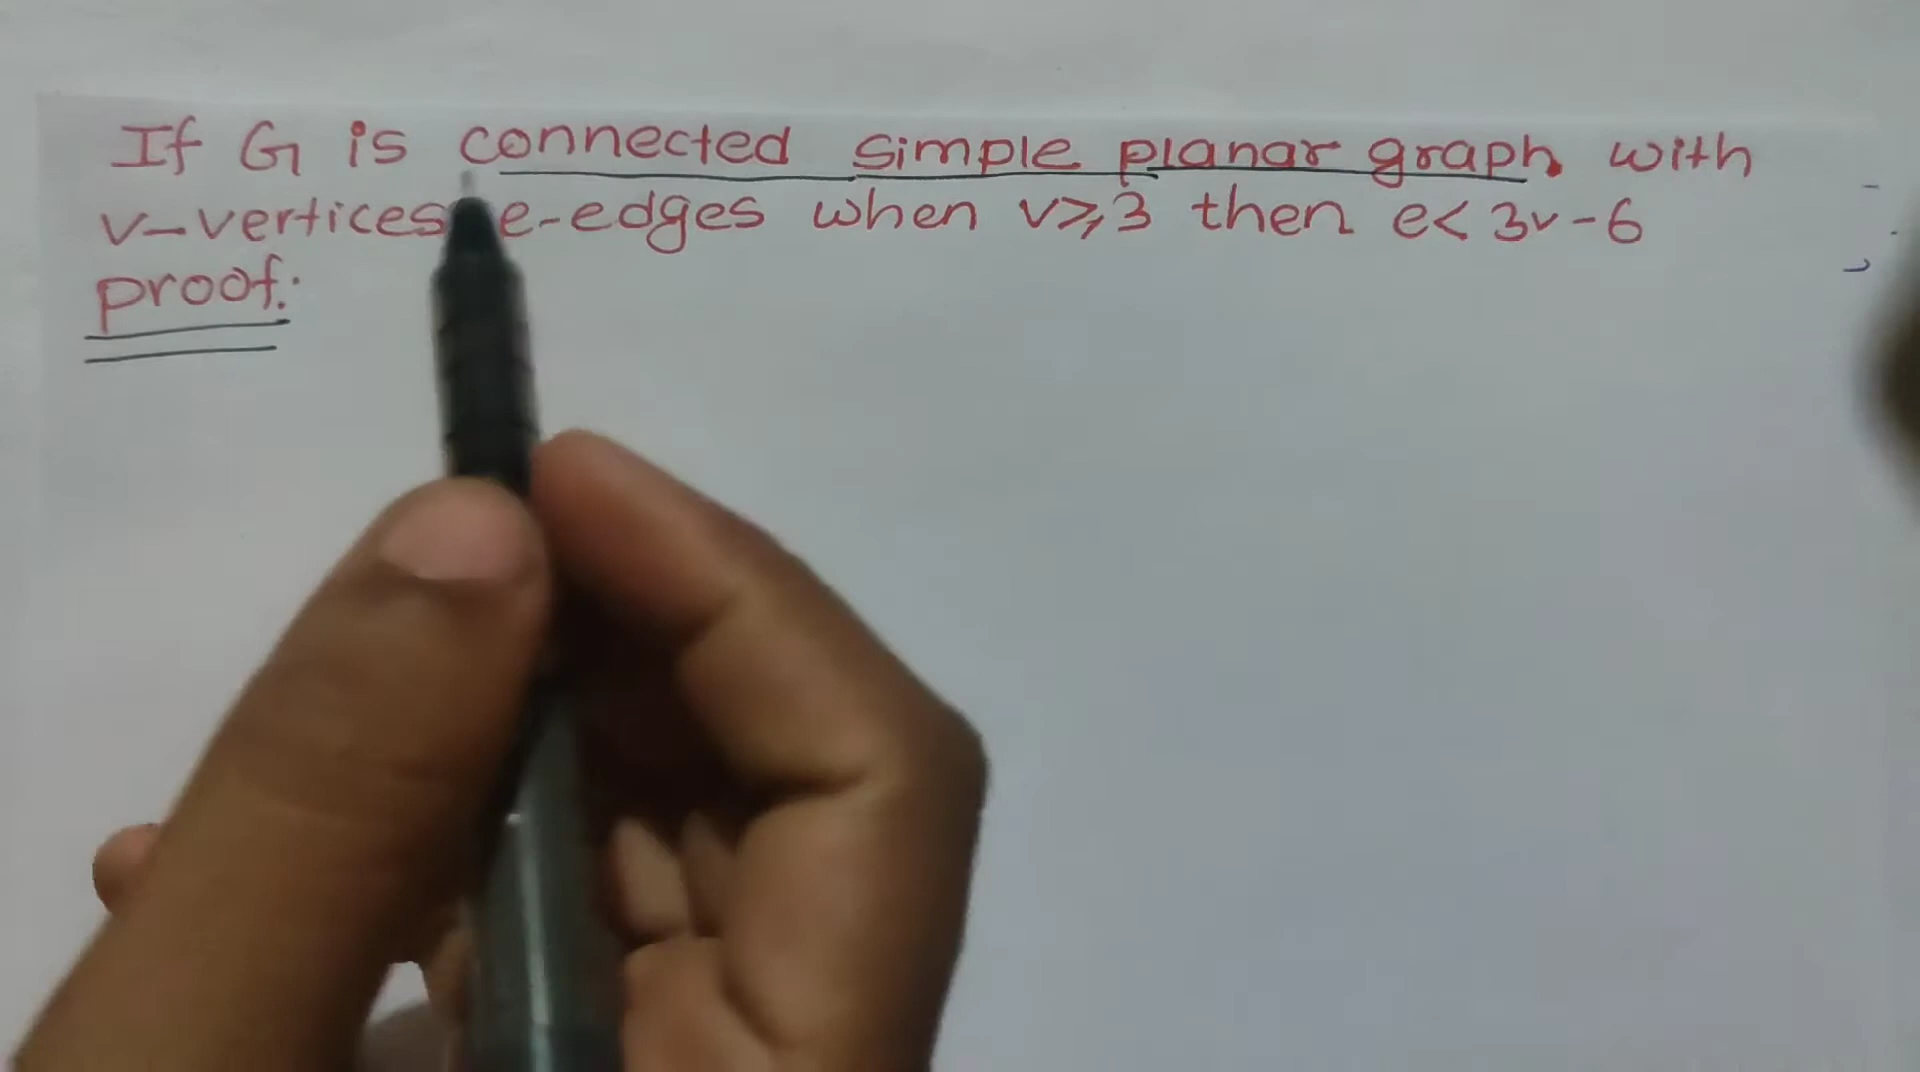 If G is connected simple planar graph. with
v-vertices e-edges when v≥3 then e< 3v-6
proof: